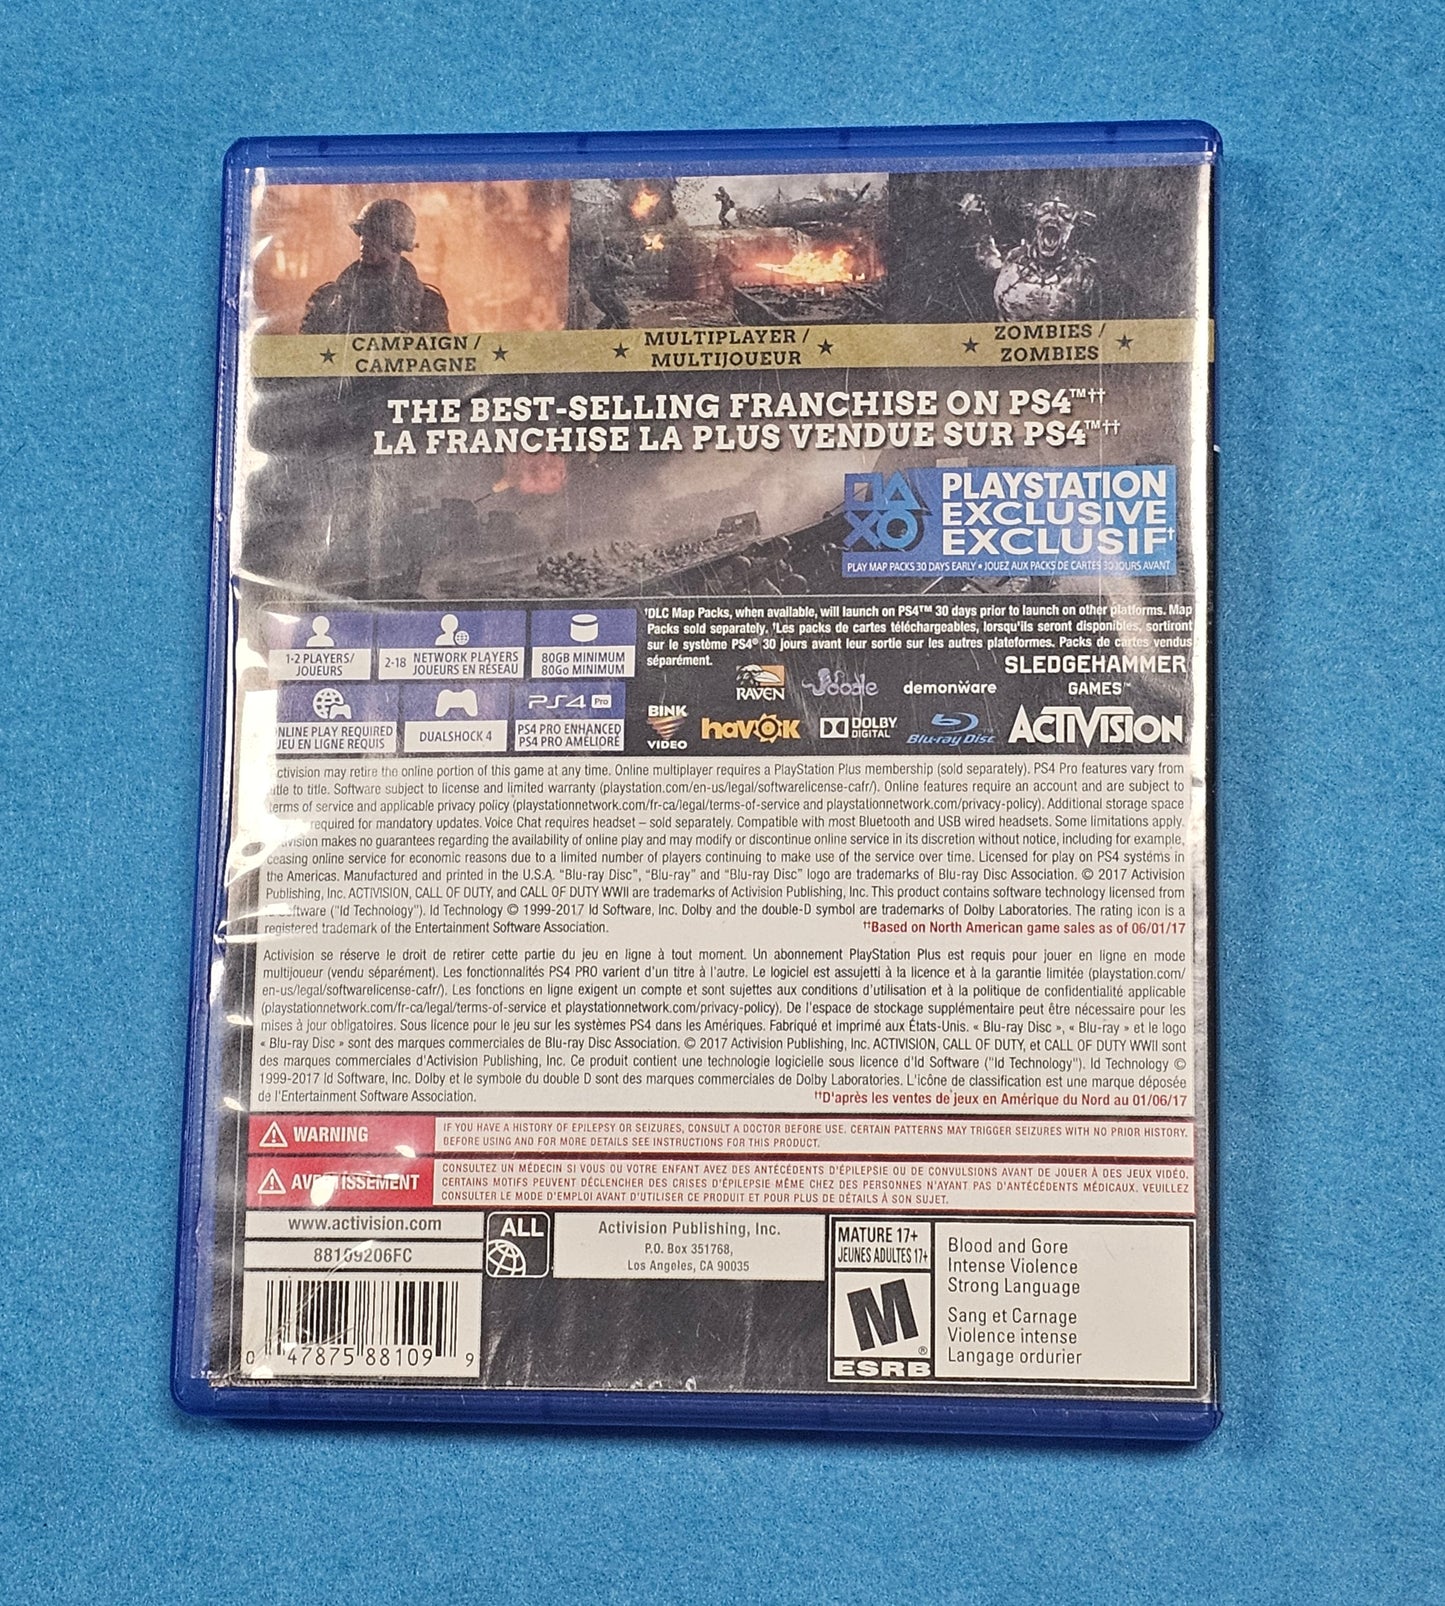 ★ CAMPAIGN / ★
CAMPAGNE
★ MULTIPLAYER / ★
MULTIJOUEUR
★ ZOMBIES / ★
ZOMBIES
THE BEST-SELLING FRANCHISE ON PS4™††
LA FRANCHISE LA PLUS VENDUE SUR PS4™††
PLAYSTATION
EXCLUSIVE
EXCLUSIF†
PLAY MAP PACKS 30 DAYS EARLY • JOUEZ AUX PACKS DE CARTES 30 JOURS AVANT
1-2 PLAYERS/
JOUEURS
2-18 NETWORK PLAYERS
JOUEURS EN RÉSEAU
80GB MINIMUM
80Go MINIMUM
NLINE PLAY REQUIRED
JEU EN LIGNE REQUIS
DUALSHOCK 4
PS4 Pro
PS4 PRO ENHANCED
PS4 PRO AMÉLIORÉ
†DLC Map Packs, when available, will launch on PS4™ 30 days prior to launch on other platforms. Map
Packs sold separately. †Les packs de cartes téléchargeables, lorsqu'ils seront disponibles, sortiront
sur le système PS4® 30 jours avant leur sortie sur les autres plateformes. Packs de cartes vendus
séparément.
SLEDGEHAMMER
GAMES™
RAVEN
demonware
BINK
VIDEO
havok
DOLBY
DIGITAL
Blu-ray Disc
ACTIVISION
ctivision may retire the online portion of this game at any time. Online multiplayer requires a PlayStation Plus membership (sold separately). PS4 Pro features vary from
title to title. Software subject to license and limited warranty (playstation.com/en-us/legal/softwarelicense-cafr/). Online features require an account and are subject to
terms of service and applicable privacy policy (playstationnetwork.com/fr-ca/legal/terms-of-service and playstationnetwork.com/privacy-policy). Additional storage space
required for mandatory updates. Voice Chat requires headset – sold separately. Compatible with most Bluetooth and USB wired headsets. Some limitations apply.
vision makes no guarantees regarding the availability of online play and may modify or discontinue online service in its discretion without notice, including for example,
ceasing online service for economic reasons due to a limited number of players continuing to make use of the service over time. Licensed for play on PS4 systems in
the Americas. Manufactured and printed in the U.S.A. “Blu-ray Disc”, “Blu-ray” and “Blu-ray Disc” logo are trademarks of Blu-ray Disc Association. © 2017 Activision
Publishing, Inc. ACTIVISION, CALL OF DUTY, and CALL OF DUTY WWII are trademarks of Activision Publishing, Inc. This product contains software technology licensed from
software ("Id Technology"). Id Technology © 1999-2017 Id Software, Inc. Dolby and the double-D symbol are trademarks of Dolby Laboratories. The rating icon is a
registered trademark of the Entertainment Software Association.
††Based on North American game sales as of 06/01/17
Activision se réserve le droit de retirer cette partie du jeu en ligne à tout moment. Un abonnement PlayStation Plus est requis pour jouer en ligne en mode
multijoueur (vendu séparément). Les fonctionnalités PS4 PRO varient d'un titre à l'autre. Le logiciel est assujetti à la licence et à la garantie limitée (playstation.com/
en-us/legal/softwarelicense-cafr/). Les fonctions en ligne exigent un compte et sont sujettes aux conditions d'utilisation et à la politique de confidentialité applicable
(playstationnetwork.com/fr-ca/legal/terms-of-service et playstationnetwork.com/privacy-policy). De l'espace de stockage supplémentaire peut être nécessaire pour les
mises à jour obligatoires. Sous licence pour le jeu sur les systèmes PS4 dans les Amériques. Fabriqué et imprimé aux États-Unis. « Blu-ray Disc », « Blu-ray » et le logo
« Blu-ray Disc » sont des marques commerciales de Blu-ray Disc Association. © 2017 Activision Publishing, Inc. ACTIVISION, CALL OF DUTY, et CALL OF DUTY WWII sont
des marques commerciales d'Activision Publishing, Inc. Ce produit contient une technologie logicielle sous licence d'Id Software ("Id Technology"). Id Technology ©
1999-2017 Id Software, Inc. Dolby et le symbole du double D sont des marques commerciales de Dolby Laboratories. L'icône de classification est une marque déposée
de l'Entertainment Software Association.
††D'après les ventes de jeux en Amérique du Nord au 01/06/17
WARNING
IF YOU HAVE A HISTORY OF EPILEPSY OR SEIZURES, CONSULT A DOCTOR BEFORE USE. CERTAIN PATTERNS MAY TRIGGER SEIZURES WITH NO PRIOR HISTORY.
BEFORE USING AND FOR MORE DETAILS SEE INSTRUCTIONS FOR THIS PRODUCT.
AVERTISSEMENT
CONSULTEZ UN MÉDECIN SI VOUS OU VOTRE ENFANT AVEZ DES ANTÉCÉDENTS D'ÉPILEPSIE OU DE CONVULSIONS AVANT DE JOUER À DES JEUX VIDÉO.
CERTAINS MOTIFS PEUVENT DÉCLENCHER DES CRISES D'ÉPILEPSIE MÊME CHEZ DES PERSONNES N'AYANT PAS D'ANTÉCÉDENTS MÉDICAUX. VEUILLEZ
CONSULTER LE MODE D'EMPLOI AVANT D'UTILISER CE PRODUIT ET POUR PLUS DE DÉTAILS À SON SUJET.
www.activision.com
88109206FC
0 47875 88109 9
ALL
Activision Publishing, Inc.
P.O. Box 351768,
Los Angeles, CA 90035
MATURE 17+
JEUNES ADULTES 17+
M®
ESRB
Blood and Gore
Intense Violence
Strong Language
Sang et Carnage
Violence intense
Langage ordurier